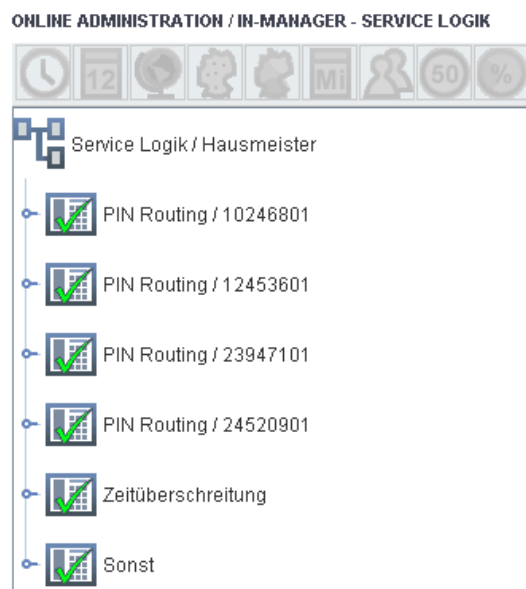 ONLINE ADMINISTRATION / IN-MANAGER - SERVICE LOGIK
12 Mi 50 %
Service Logik / Hausmeister
PIN Routing / 10246801
PIN Routing / 12453601
PIN Routing / 23947101
PIN Routing / 24520901
Zeitüberschreitung
Sonst